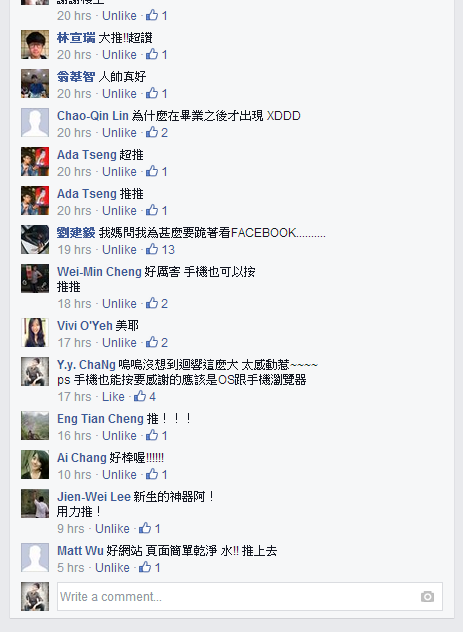 謝謝樓主
20 hrs · Unlike · 1
林宣瑞 大推!!超讚
20 hrs · Unlike · 1
翁基智 人帥真好
20 hrs · Unlike · 1
Chao-Qin Lin 為什麼在畢業之後才出現 XDDD
20 hrs · Unlike · 2
Ada Tseng 超推
20 hrs · Unlike · 1
Ada Tseng 推推
20 hrs · Unlike · 1
劉建毅 我媽問我為甚麼要跪著看FACEBOOK..........
19 hrs · Unlike · 13
Wei-Min Cheng 好厲害 手機也可以按
推推
18 hrs · Unlike · 2
Vivi O'Yeh 美耶
17 hrs · Unlike · 2
Y.y. ChaNg 嗚嗚沒想到迴響這麼大 太感動惹~~~~
ps 手機也能按要感謝的應該是OS跟手機瀏覽器
17 hrs · Like · 4
Eng Tian Cheng 推！！！
16 hrs · Unlike · 1
Ai Chang 好棒喔!!!!!!
10 hrs · Unlike · 1
Jien-Wei Lee 新生的神器阿！
用力推！
9 hrs · Unlike · 1
Matt Wu 好網站 頁面簡單乾淨 水!! 推上去
5 hrs · Unlike · 1
Write a comment...